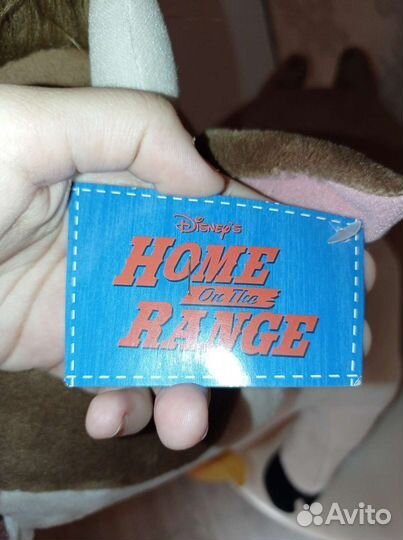 Disney's
HOME
On The
RANGE
Avito